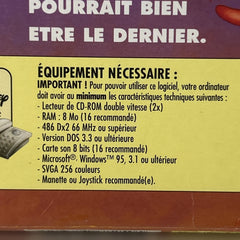 POURRAIT BIEN
ETRE LE DERNIER.
ÉQUIPEMENT NÉCESSAIRE :
IMPORTANT ! Pour pouvoir utiliser ce logiciel, votre ordinateur
doit avoir au minimum les caractéristiques techniques suivantes :
- Lecteur de CD-ROM double vitesse (2x)
- RAM : 8 Mo (16 recommandé)
- 486 Dx2 66 MHz ou supérieur
- Version DOS 3.3 ou supérieur
- Carte son 8 bits (16 recommandé)
- Microsoft®. Windows™ 95, 3.1 ou ultérieur
- SVGA 256 couleurs
- Manette ou Joystick recommandé(e).